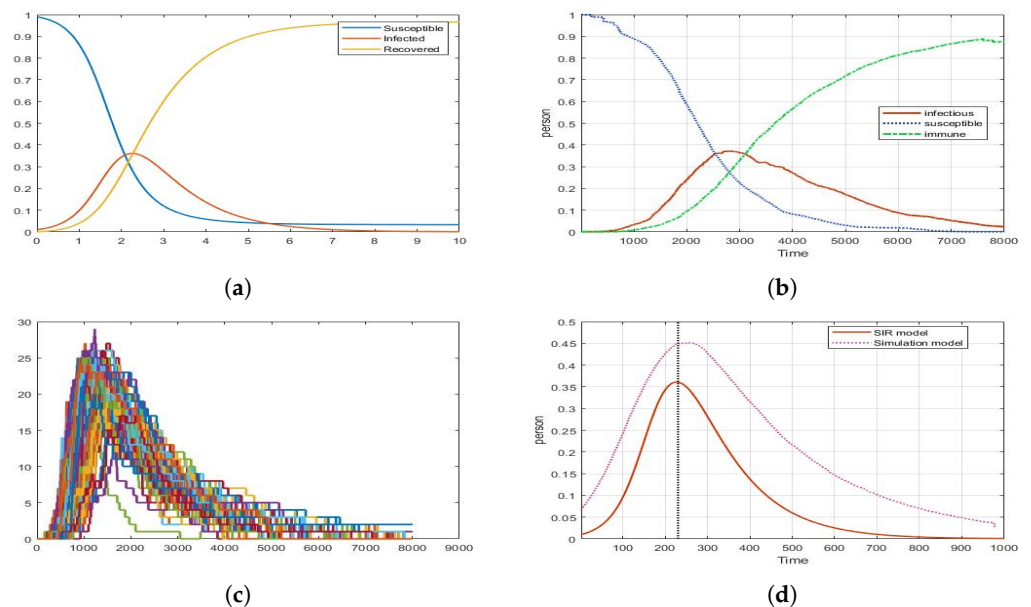 1
0.9
0.8
0.7
0.6
0.5
0.4
0.3
0.2
0.1
0
Susceptible
Infected
Recovered
0 1 2 3 4 5 6 7 8 9 10
(a)
1
0.9
0.8
0.7
0.6
0.5
0.4
0.3
0.2
0.1
0
person
infectious
susceptible
immune
1000 2000 3000 4000 5000 6000 7000 8000
Time
(b)
30
25
20
15
10
5
0
0 1000 2000 3000 4000 5000 6000 7000 8000 9000
(c)
0.5
0.45
0.4
0.35
0.3
0.25
0.2
0.15
0.1
0.05
0
person
SIR model
Simulation model
100 200 300 400 500 600 700 800 900 1000
Time
(d)